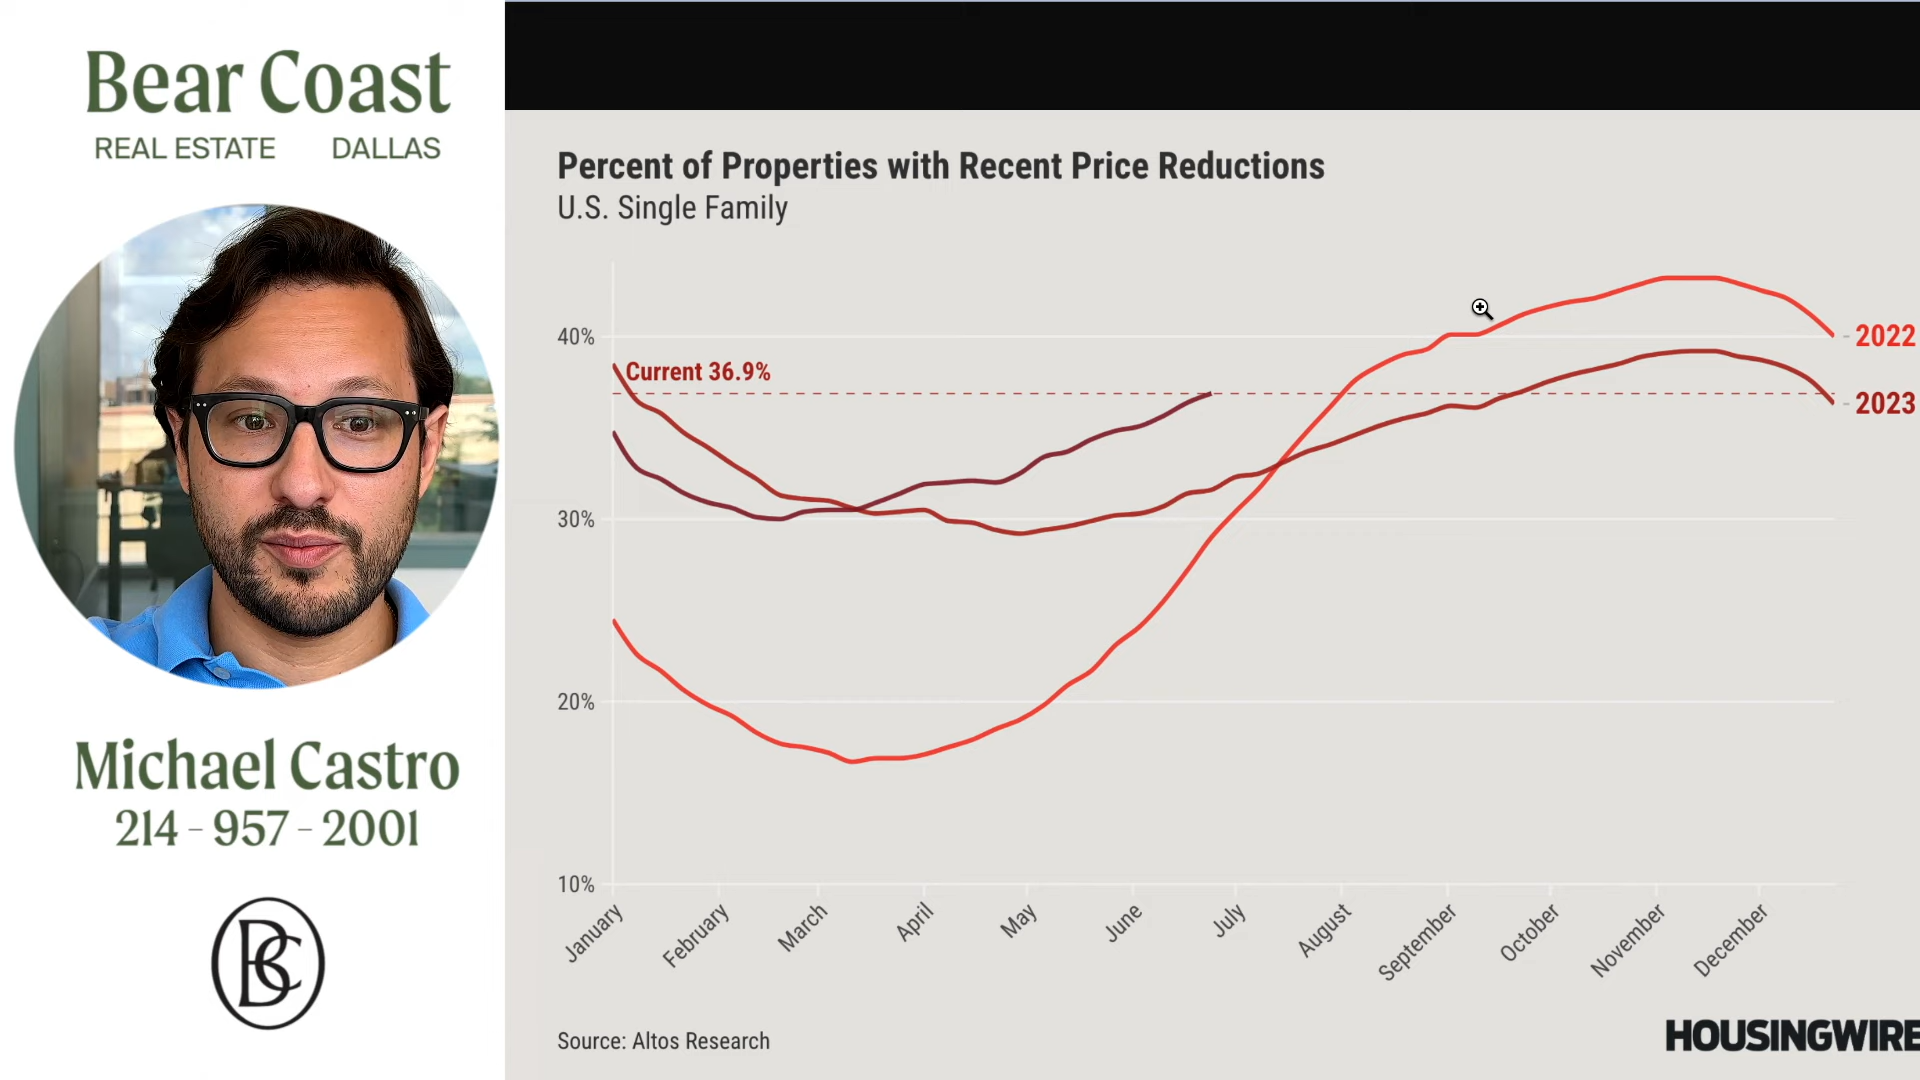 Bear Coast
REAL ESTATE DALLAS
Michael Castro
214 - 957 - 2001
BC
Percent of Properties with Recent Price Reductions
U.S. Single Family
40%
30%
20%
10%
Current 36.9%
2022
2023
January
February
March
April
May
June
July
August
September
October
November
December
Source: Altos Research
HOUSINGWIRE